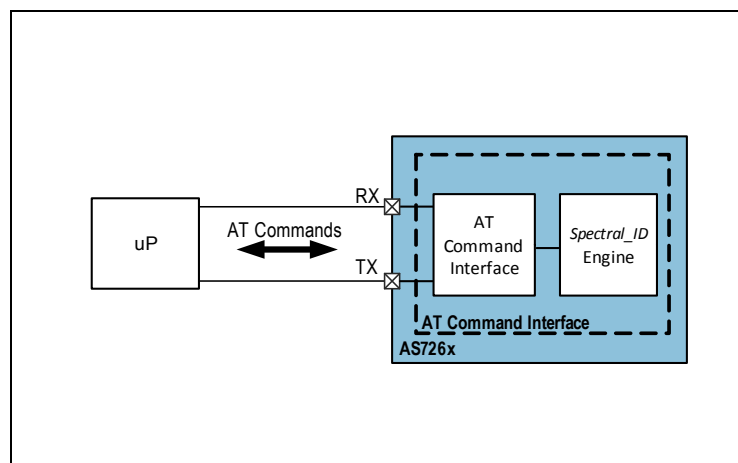 RX
uP
AT Commands
TX
AT
Command
Interface
Spectral_ID
Engine
AT Command Interface
AS726x